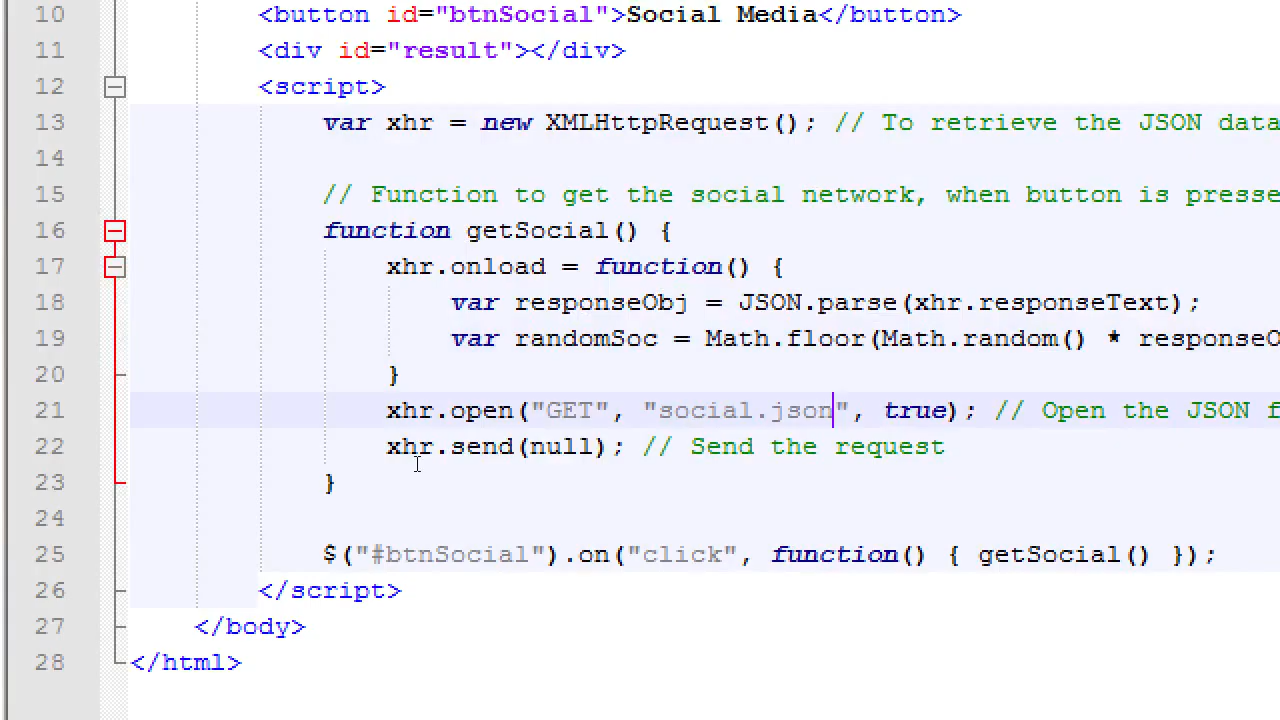 10 <button id="btnSocial">Social Media</button>
11 <div id="result"></div>
12 <script>
13 var xhr = new XMLHttpRequest(); // To retrieve the JSON data
14
15 // Function to get the social network, when button is presse
16 function getSocial() {
17 xhr.onload = function() {
18 var responseObj = JSON.parse(xhr.responseText);
19 var randomSoc = Math.floor(Math.random() * responseO
20 }
21 xhr.open("GET", "social.json", true); // Open the JSON f
22 xhr.send(null); // Send the request
23 }
24
25 $("#btnSocial").on("click", function() { getSocial() });
26 </script>
27 </body>
28 </html>